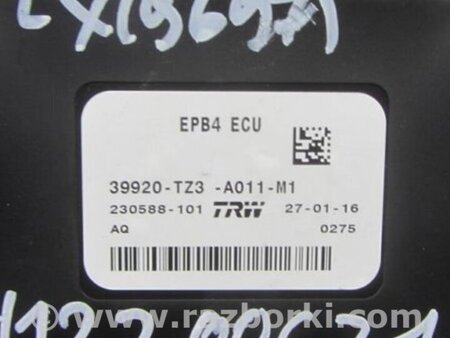 EPB4 ECU
39920-TZ3 -A011-M1
230588-101 TRW 27-01-16
AQ 0275
www.razborki.com